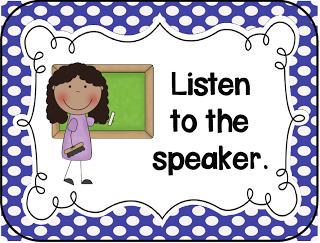 Listen
to the
speaker.